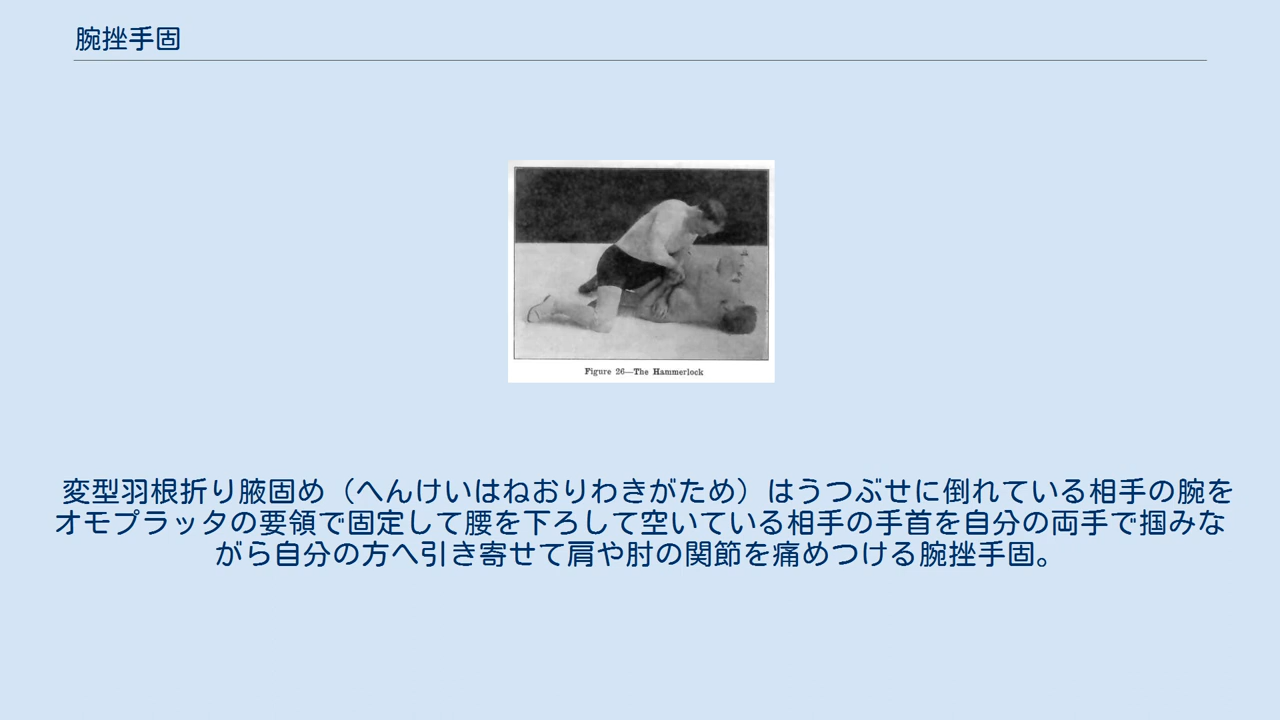 腕挫手固
Figure 26—The Hammerlock
変型羽根折り腋固め（へんけいはねおりわきがため）はうつぶせに倒れている相手の腕を
オモプラッタの要領で固定して腰を下ろして空いている相手の手首を自分の両手で掴みな
がら自分の方へ引き寄せて肩や肘の関節を痛めつける腕挫手固。